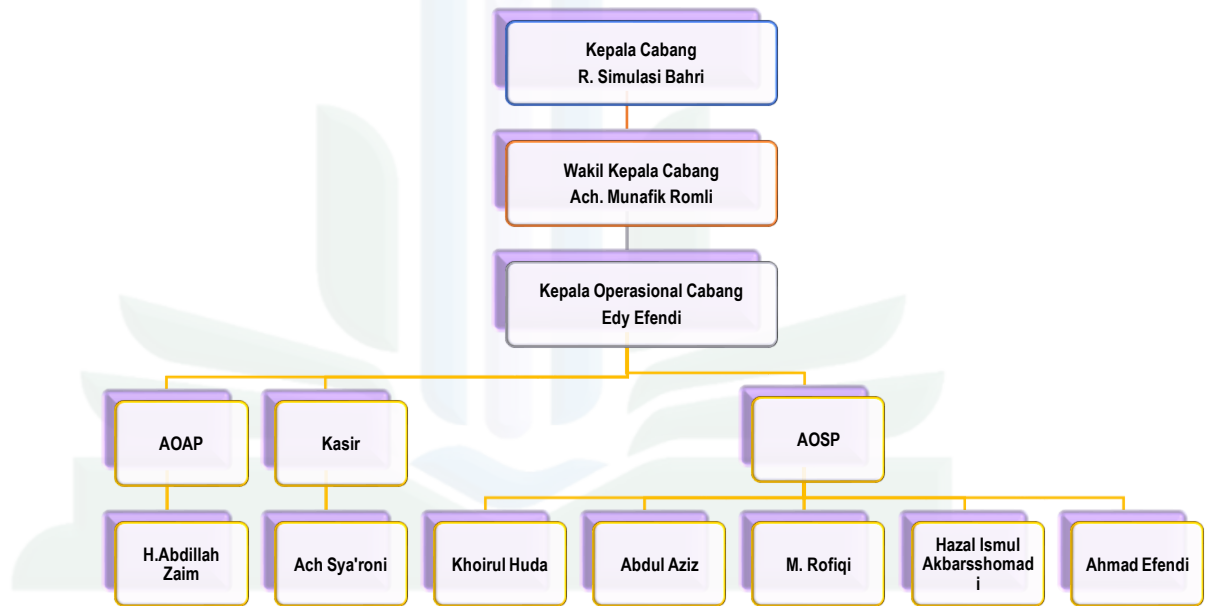 Kepala Cabang
R. Simulasi Bahri
Wakil Kepala Cabang
Ach. Munafik Romli
Kepala Operasional Cabang
Edy Efendi
AOAP
Kasir
AOSP
H.Abdillah
Zaim
Ach Sya'roni
Khoirul Huda
Abdul Aziz
M. Rofiqi
Hazal Ismul
Akbarsshomad
i
Ahmad Efendi